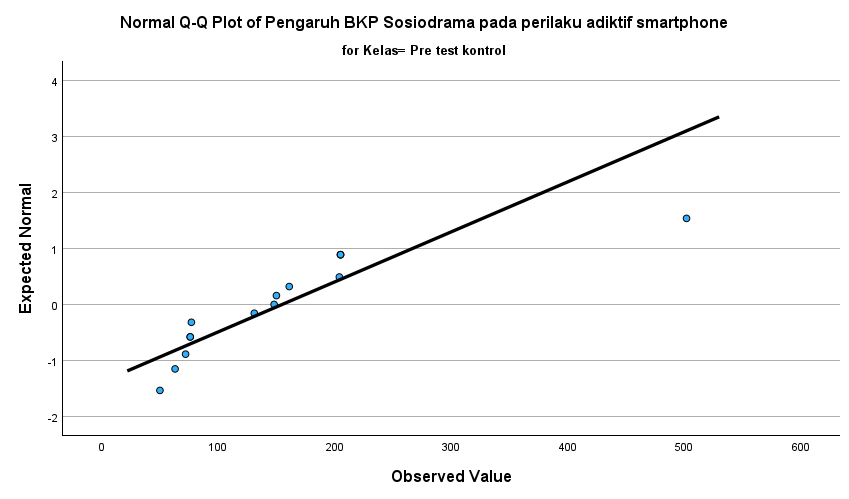 Normal Q-Q Plot of Pengaruh BKP Sosiodrama pada perilaku adiktif smartphone
for Kelas= Pre test kontrol
4
3
2
1
0
-1
-2
Expected Normal
0 100 200 300 400 500 600
Observed Value